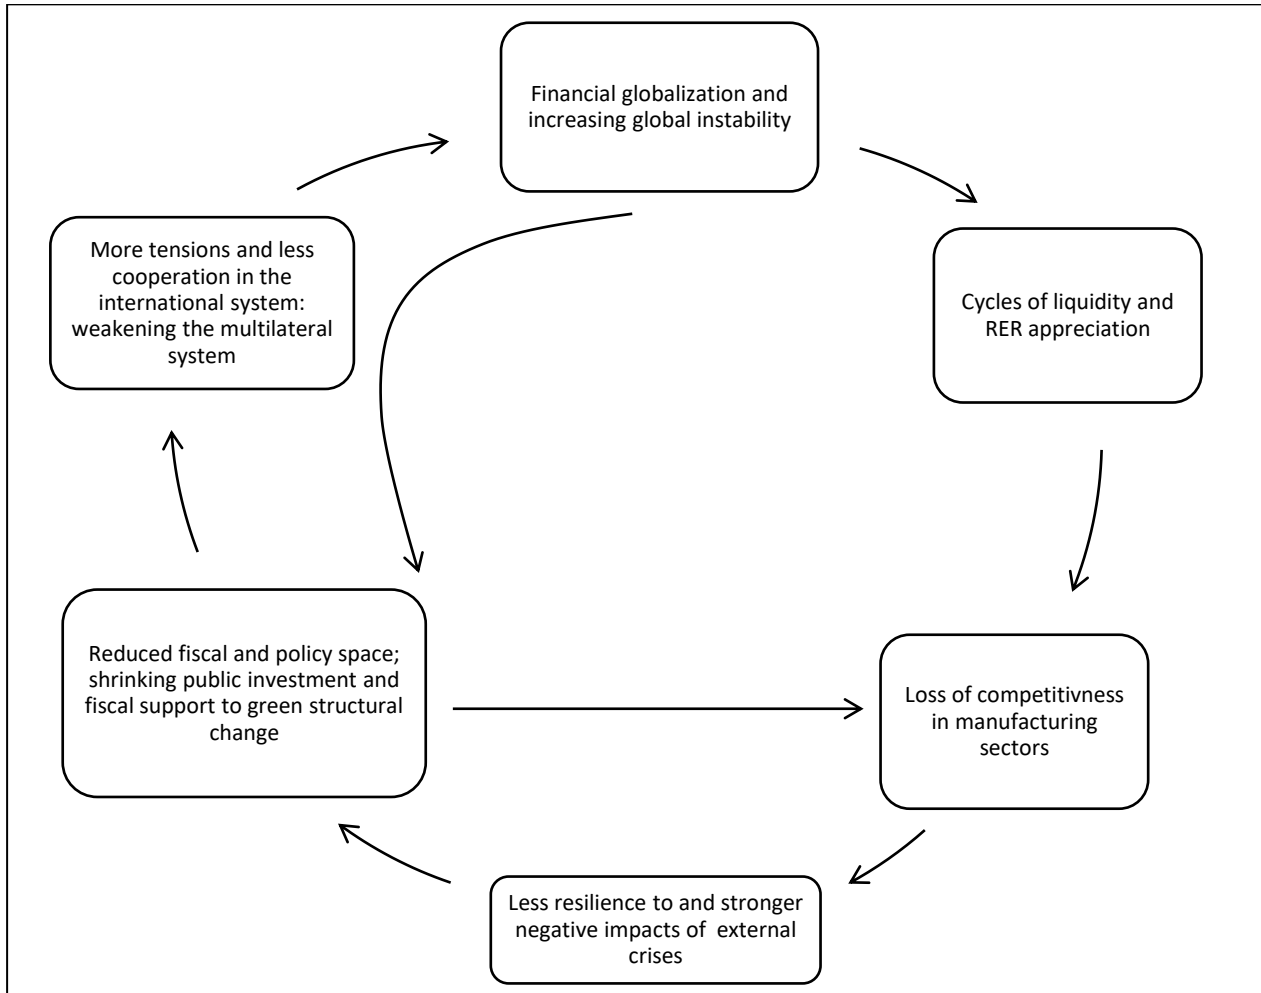 Financial globalization and
increasing global instability
More tensions and less
cooperation in the
international system:
weakening the multilateral
system
Cycles of liquidity and
RER appreciation
Reduced fiscal and policy space;
shrinking public investment and
fiscal support to green structural
change
Loss of competitivness
in manufacturing
sectors
Less resilience to and stronger
negative impacts of  external
crises